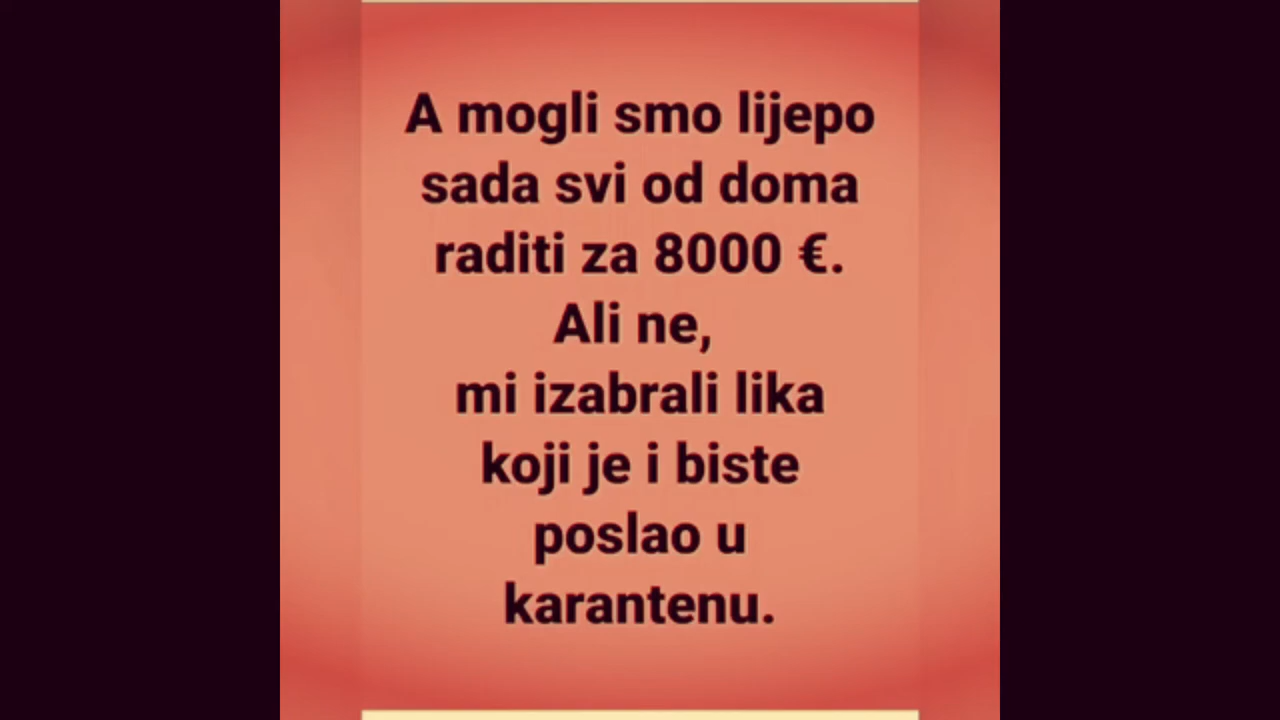 A mogli smo lijepo
sada svi od doma
raditi za 8000 €.
Ali ne,
mi izabrali lika
koji je i biste
poslao u
karantenu.